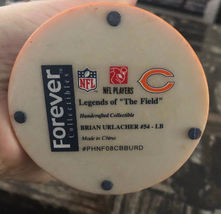 Forever
collectibles
NFL
NFL PLAYERS
C
Legends of "The Field"
Handcrafted Collectible
BRIAN URLACHER #54 - LB
Made in China
#PHNF08CBBURD